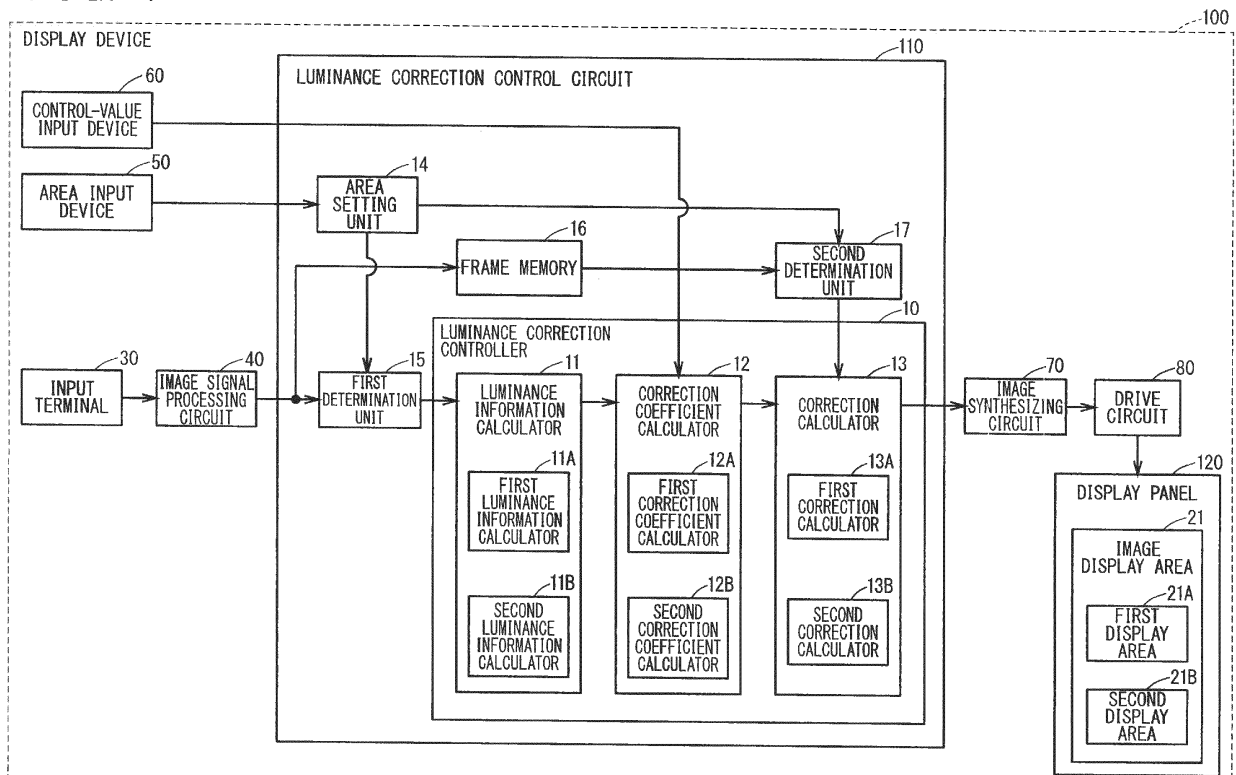 100
DISPLAY DEVICE
110
LUMINANCE CORRECTION CONTROL CIRCUIT
60
CONTROL-VALUE
INPUT DEVICE
50
AREA INPUT
DEVICE
14
AREA
SETTING
UNIT
16
FRAME MEMORY
17
SECOND
DETERMINATION
UNIT
10
LUMINANCE CORRECTION
CONTROLLER
30
INPUT
TERMINAL
40
IMAGE SIGNAL
PROCESSING
CIRCUIT
15
FIRST
DETERMINATION
UNIT
11
LUMINANCE
INFORMATION
CALCULATOR
11A
FIRST
LUMINANCE
INFORMATION
CALCULATOR
11B
SECOND
LUMINANCE
INFORMATION
CALCULATOR
12
CORRECTION
COEFFICIENT
CALCULATOR
12A
FIRST
CORRECTION
COEFFICIENT
CALCULATOR
12B
SECOND
CORRECTION
COEFFICIENT
CALCULATOR
13
CORRECTION
CALCULATOR
13A
FIRST
CORRECTION
CALCULATOR
13B
SECOND
CORRECTION
CALCULATOR
70
IMAGE
SYNTHESIZING
CIRCUIT
80
DRIVE
CIRCUIT
120
DISPLAY PANEL
21
IMAGE
DISPLAY AREA
21A
FIRST
DISPLAY
AREA
21B
SECOND
DISPLAY
AREA